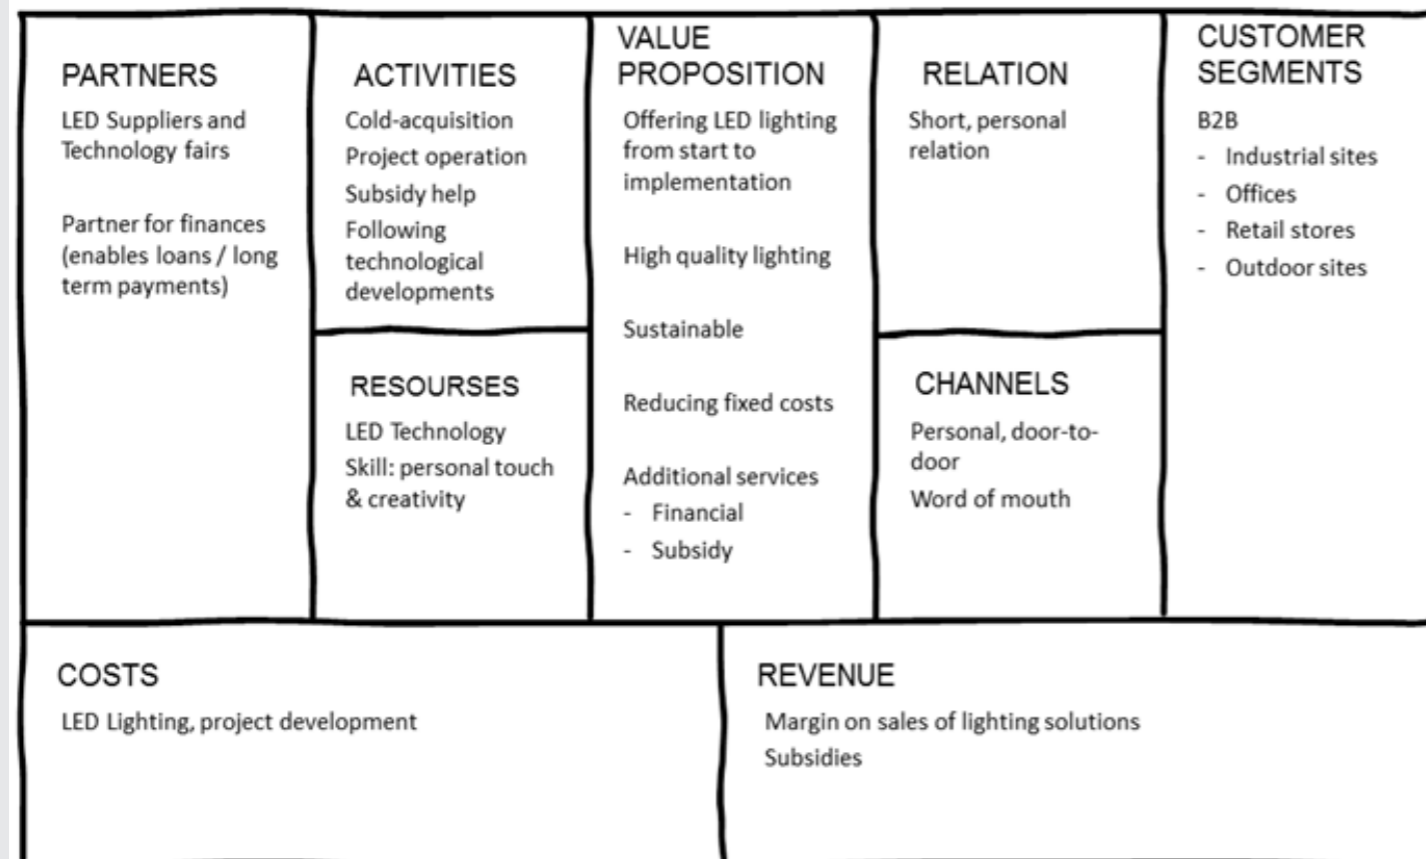 PARTNERS
LED Suppliers and
Technology fairs
Partner for finances
(enables loans / long
term payments)
ACTIVITIES
Cold-acquisition
Project operation
Subsidy help
Following
technological
developments
RESOURSES
LED Technology
Skill: personal touch
& creativity
VALUE
PROPOSITION
Offering LED lighting
from start to
implementation
High quality lighting
Sustainable
Reducing fixed costs
Additional services
- Financial
- Subsidy
RELATION
Short, personal
relation
CHANNELS
Personal, door-to-
door
Word of mouth
CUSTOMER
SEGMENTS
B2B
- Industrial sites
- Offices
- Retail stores
- Outdoor sites
COSTS
LED Lighting, project development
REVENUE
Margin on sales of lighting solutions
Subsidies